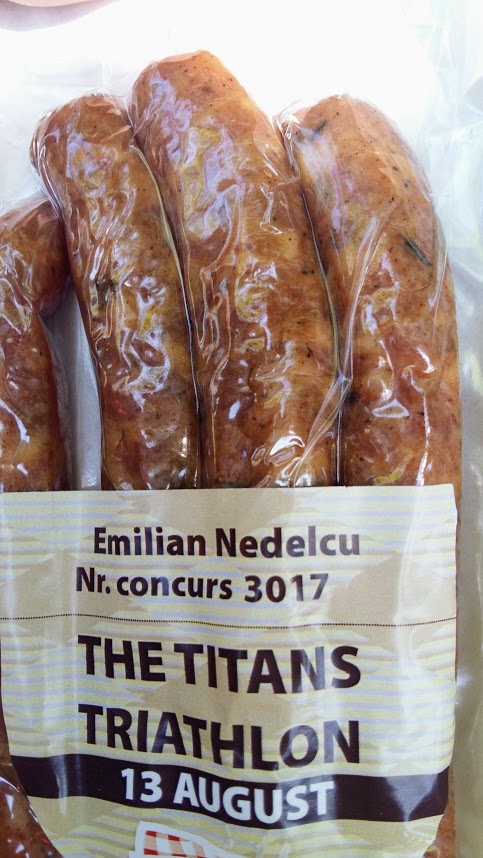 Emilian Nedelcu
Nr. concurs 3017
THE TITANS
TRIATHLON
13 AUGUST